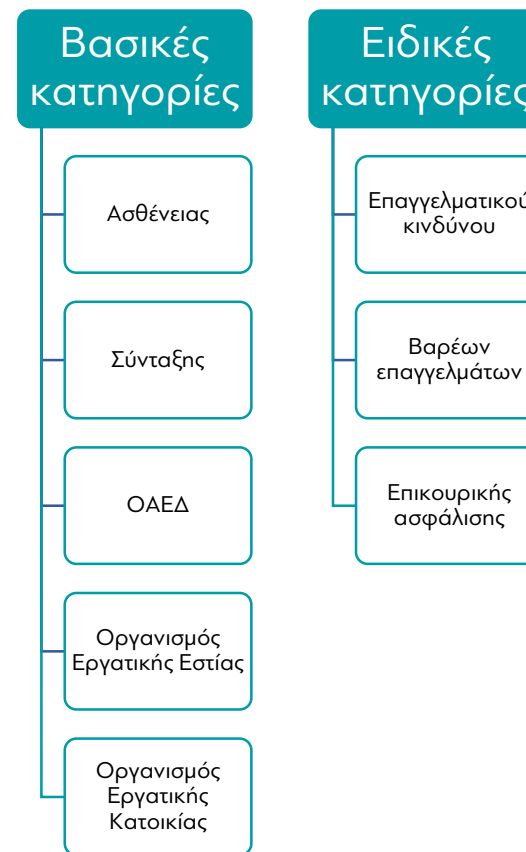 Βασικές
κατηγορίες
Ασθένειας
Σύνταξης
ΟΑΕΔ
Οργανισμός
Εργατικής Εστίας
Οργανισμός
Εργατικής
Κατοικίας
Ειδικές
κατηγορίες
Επαγγελματικού
κινδύνου
Βαρέων
επαγγελμάτων
Επικουρικής
ασφάλισης